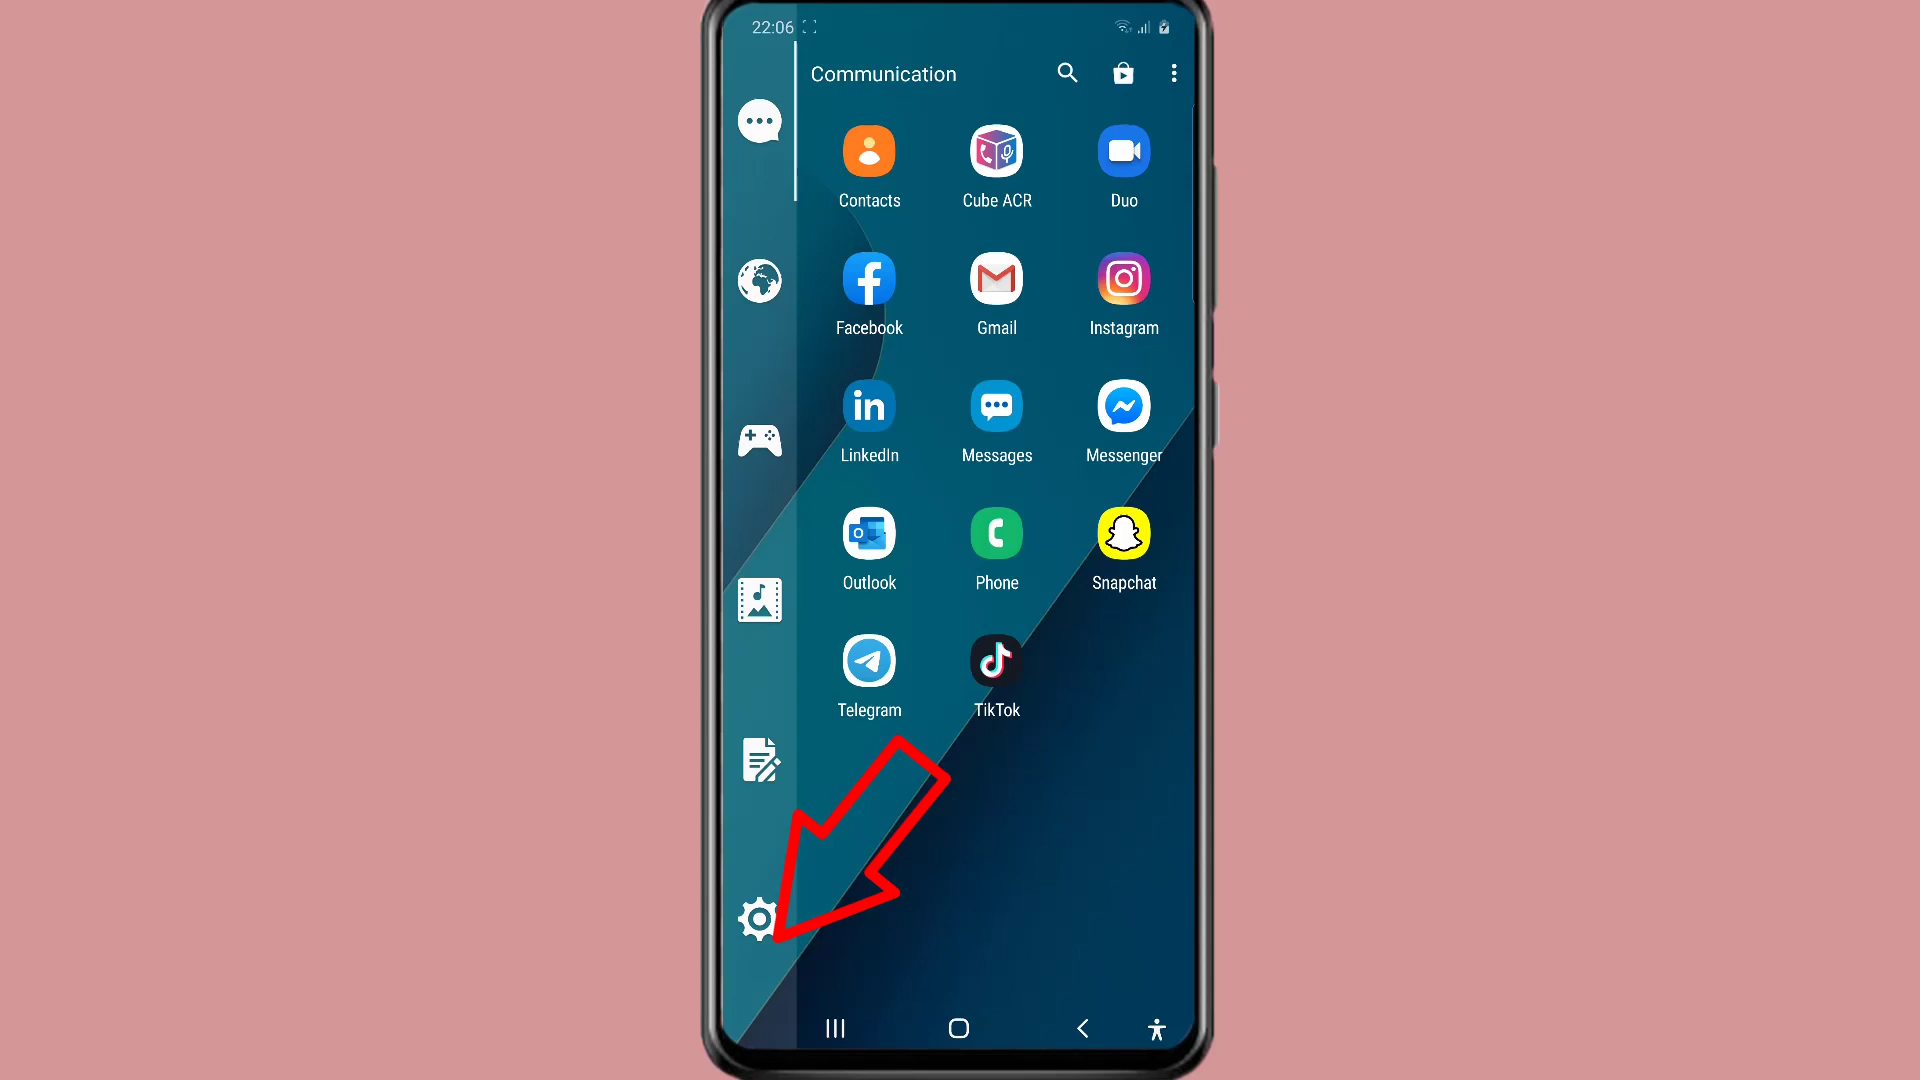 22:06
Communication
Contacts
Cube ACR
Duo
Facebook
Gmail
Instagram
LinkedIn
Messages
Messenger
Outlook
Phone
Snapchat
Telegram
TikTok